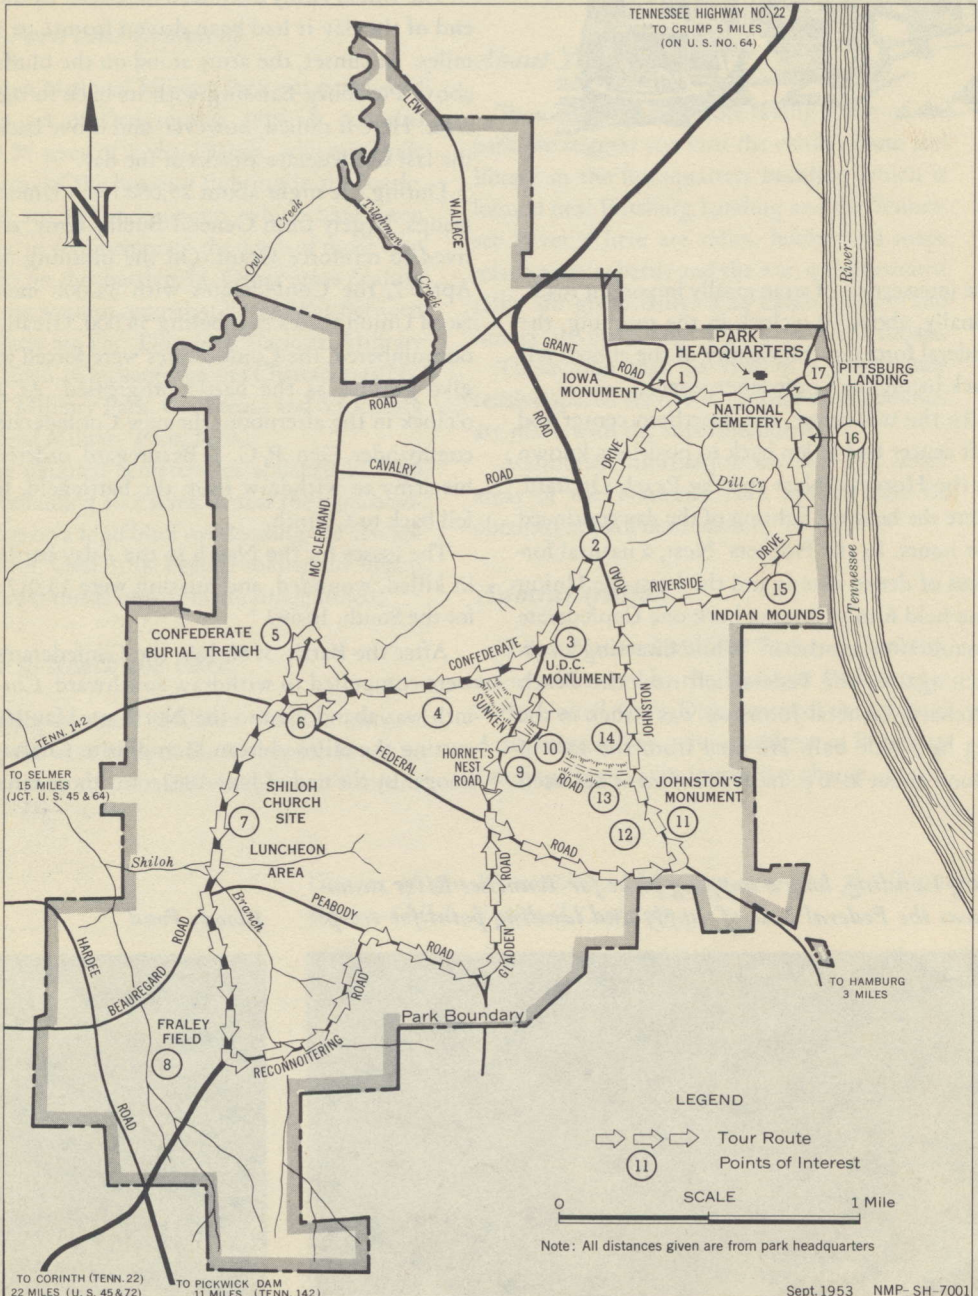 TENNESSEE HIGHWAY NO. 22
TO CRUMP 5 MILES
(ON U. S. NO. 64)
N
LEW
WALLACE
ROAD
Owl Creek
Tilghman Creek
River
Tennessee
GRANT
ROAD
IOWA
MONUMENT
1
PARK
HEADQUARTERS
17
PITTSBURG
LANDING
NATIONAL
CEMETERY
16
ROAD
CAVALRY ROAD
DRIVE
Dill Cr
MC CLERNAND
2
ROAD
RIVERSIDE
DRIVE
15
INDIAN MOUNDS
CONFEDERATE
BURIAL TRENCH
5
CONFEDERATE
3
U.D.C.
MONUMENT
SUNKEN
4
JOHNSTON
TENN. 142
6
FEDERAL
HORNET'S
NEST
ROAD
10
14
9
ROAD
13
TO SELMER
15 MILES
(JCT. U. S. 45 & 64)
SHILOH
CHURCH
SITE
7
JOHNSTON'S
MONUMENT
11
12
LUNCHEON
AREA
Shiloh
Branch
ROAD
ROAD
PEABODY
ROAD
GLADDEN
HARDEE
ROAD
BEAUREGARD
ROAD
ROAD
RECONNOITERING
TO HAMBURG
3 MILES
Park Boundary
FRALEY
FIELD
8
LEGEND
Tour Route
11 Points of Interest
SCALE
0 1 Mile
Note: All distances given are from park headquarters
TO CORINTH (TENN. 22)
22 MILES (U. S. 45 & 72)
TO PICKWICK DAM
11 MILES (TENN. 142)
Sept. 1953 NMP-SH-7001